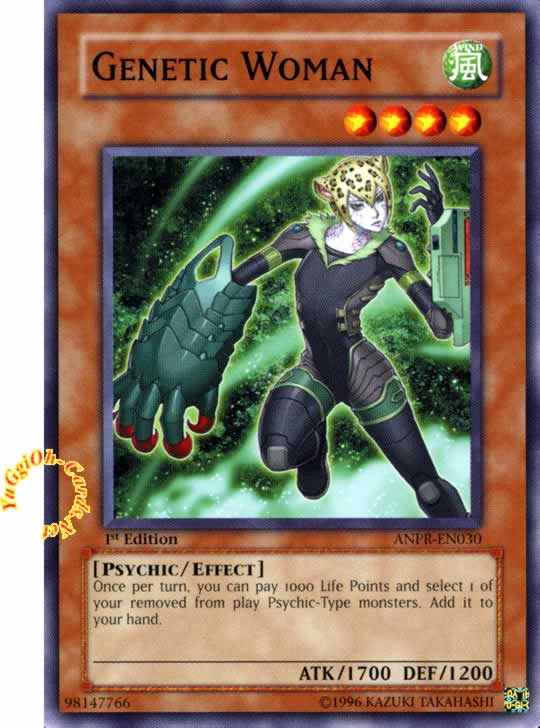 GENETIC WOMAN
WIND
風
1st Edition
ANPR-EN030
[PSYCHIC/EFFECT]
Once per turn, you can pay 1000 Life Points and select 1 of
your removed from play Psychic-Type monsters. Add it to
your hand.
ATK/1700 DEF/1200
98147766
©1996 KAZUKI TAKAHASHI
YuGgiOh-Cards.Net